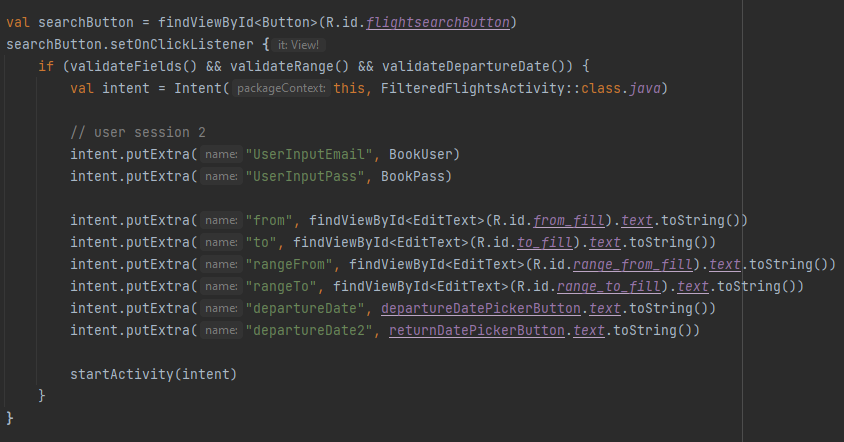 val searchButton = findViewById<Button>(R.id.flightsearchButton)
searchButton.setOnClickListener { it: View!
    if (validateFields() && validateRange() && validateDepartureDate()) {
        val intent = Intent( packageContext: this, FilteredFlightsActivity::class.java)

        // user session 2
        intent.putExtra( name: "UserInputEmail", BookUser)
        intent.putExtra( name: "UserInputPass", BookPass)

        intent.putExtra( name: "from", findViewById<EditText>(R.id.from_fill).text.toString())
        intent.putExtra( name: "to", findViewById<EditText>(R.id.to_fill).text.toString())
        intent.putExtra( name: "rangeFrom", findViewById<EditText>(R.id.range_from_fill).text.toString())
        intent.putExtra( name: "rangeTo", findViewById<EditText>(R.id.range_to_fill).text.toString())
        intent.putExtra( name: "departureDate", departureDatePickerButton.text.toString())
        intent.putExtra( name: "departureDate2", returnDatePickerButton.text.toString())

        startActivity(intent)
    }
}